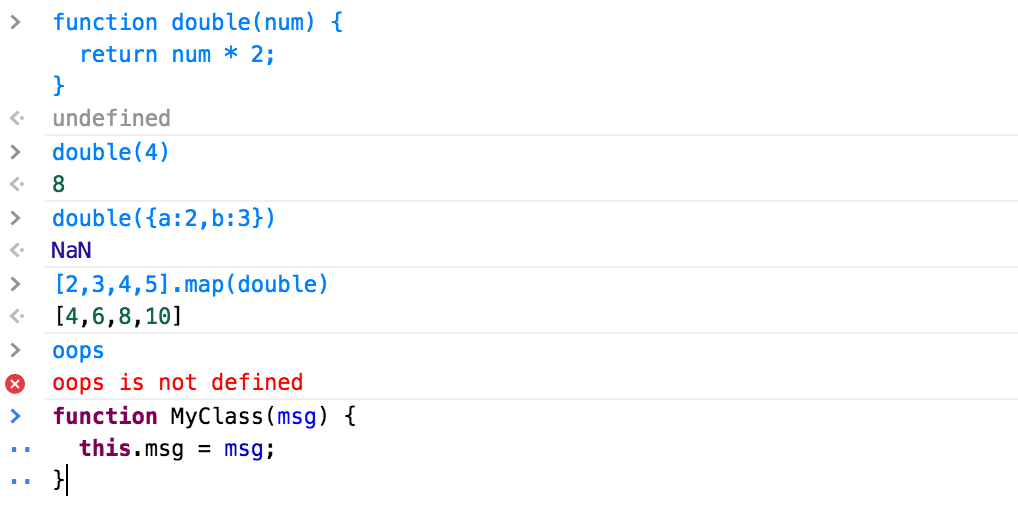 > function double(num) {
    return num * 2;
  }
<· undefined
> double(4)
<· 8
> double({a:2,b:3})
<· NaN
> [2,3,4,5].map(double)
<· [4,6,8,10]
> oops
oops is not defined
> function MyClass(msg) {
··   this.msg = msg;
·· }